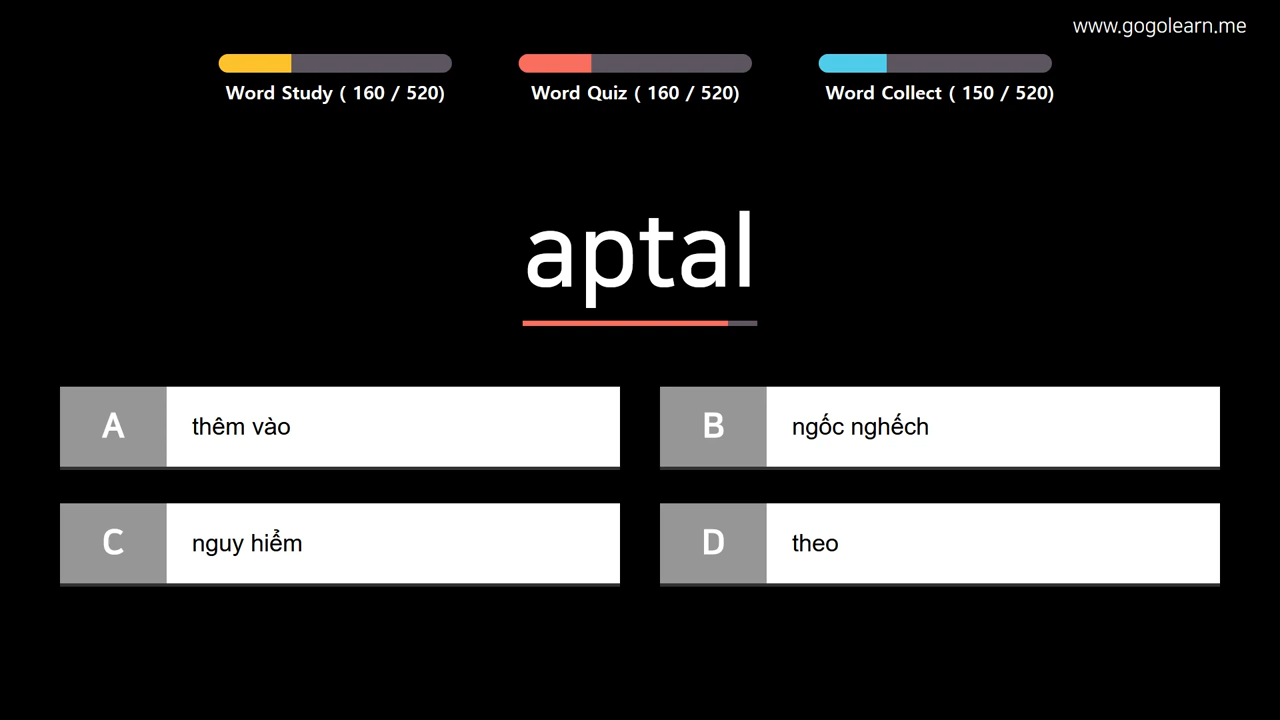 www.gogolearn.me
Word Study ( 160 / 520)
Word Quiz ( 160 / 520)
Word Collect ( 150 / 520)
aptal
A
thêm vào
B
ngốc nghếch
C
nguy hiểm
D
theo